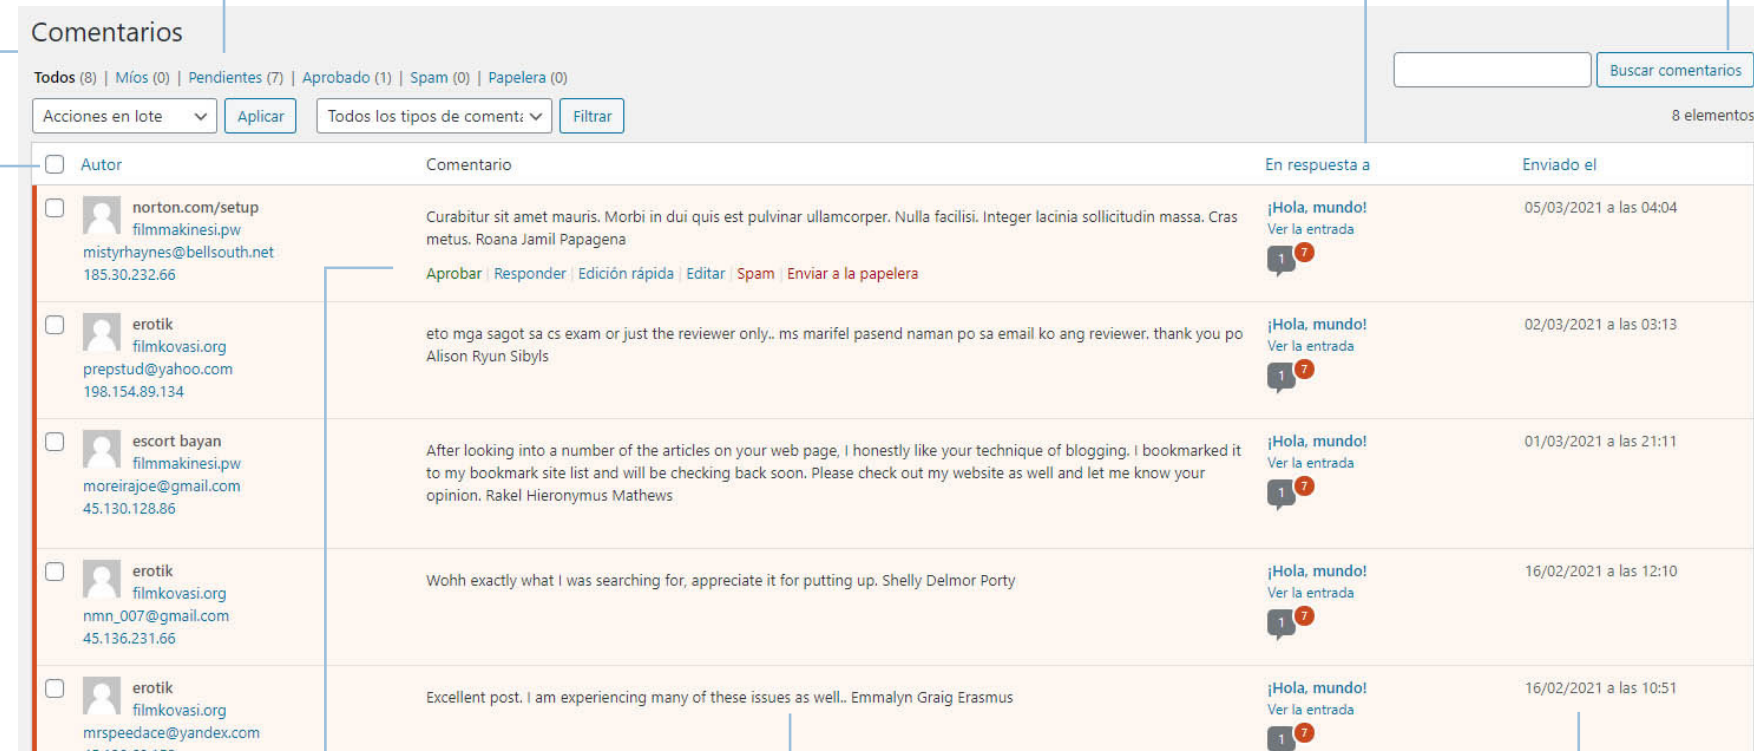 Comentarios
Todos (8) | Míos (0) | Pendientes (7) | Aprobado (1) | Spam (0) | Papelera (0)
Buscar comentarios
Acciones en lote Aplicar Todos los tipos de coment Filtrar
8 elementos
Autor Comentario En respuesta a Enviado el
norton.com/setup
filmmakinesi.pw
mistyrhaynes@bellsouth.net
185.30.232.66
Curabitur sit amet mauris. Morbi in dui quis est pulvinar ullamcorper. Nulla facilisi. Integer lacinia sollicitudin massa. Cras
metus. Roana Jamil Papagena
Aprobar | Responder | Edición rápida | Editar | Spam | Enviar a la papelera
¡Hola, mundo!
Ver la entrada
1 7
05/03/2021 a las 04:04
erotik
filmkovasi.org
prepstud@yahoo.com
198.154.89.134
eto mga sagot sa cs exam or just the reviewer only.. ms marifel pasend naman po sa email ko ang reviewer. thank you po
Alison Ryun Sibyls
¡Hola, mundo!
Ver la entrada
1 7
02/03/2021 a las 03:13
escort bayan
filmmakinesi.pw
moreirajoe@gmail.com
45.130.128.86
After looking into a number of the articles on your web page, I honestly like your technique of blogging. I bookmarked it
to my bookmark site list and will be checking back soon. Please check out my website as well and let me know your
opinion. Rakel Hieronymus Mathews
¡Hola, mundo!
Ver la entrada
1 7
01/03/2021 a las 21:11
erotik
filmkovasi.org
nmn_007@gmail.com
45.136.231.66
Wohh exactly what I was searching for, appreciate it for putting up. Shelly Delmor Porty
¡Hola, mundo!
Ver la entrada
1 7
16/02/2021 a las 12:10
erotik
filmkovasi.org
mrspeedace@yandex.com
Excellent post. I am experiencing many of these issues as well.. Emmalyn Graig Erasmus
¡Hola, mundo!
Ver la entrada
1 7
16/02/2021 a las 10:51